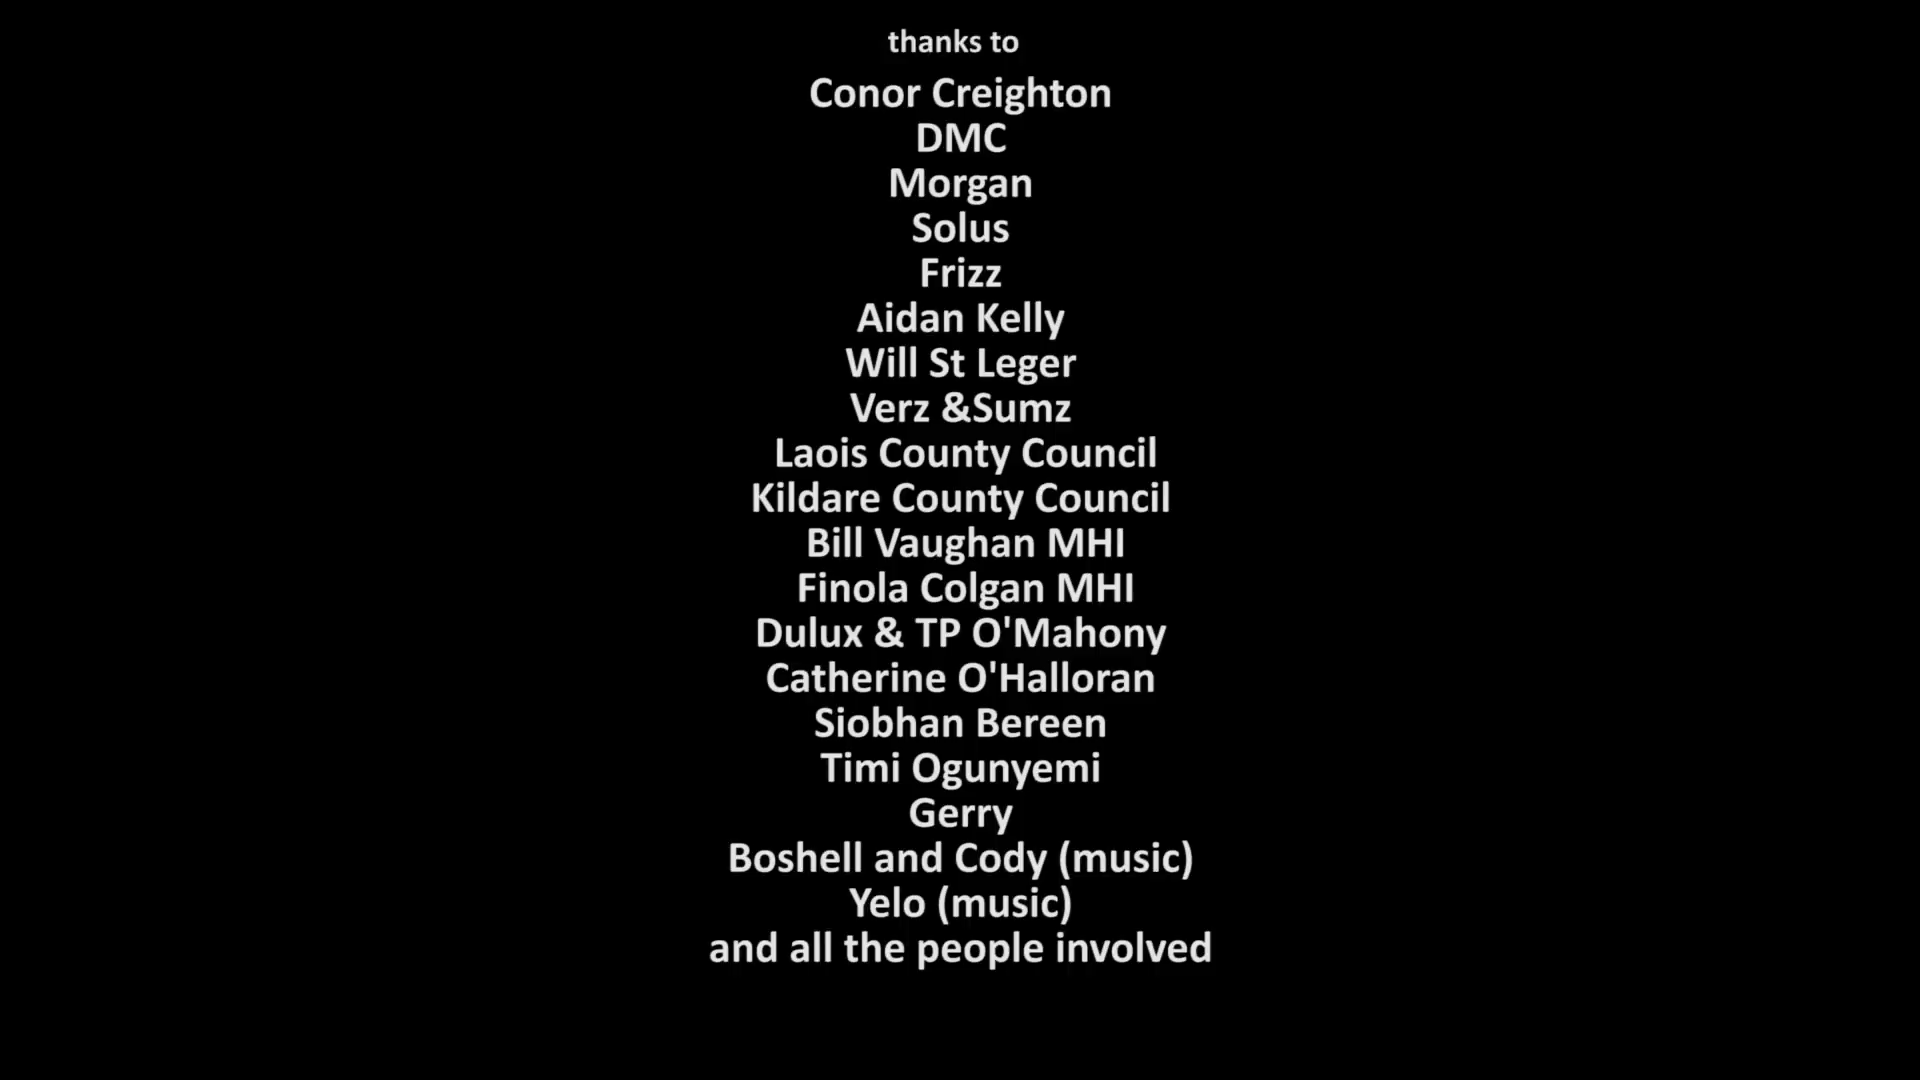 thanks to
Conor Creighton
DMC
Morgan
Solus
Frizz
Aidan Kelly
Will St Leger
Verz &Sumz
Laois County Council
Kildare County Council
Bill Vaughan MHI
Finola Colgan MHI
Dulux & TP O'Mahony
Catherine O'Halloran
Siobhan Bereen
Timi Ogunyemi
Gerry
Boshell and Cody (music)
Yelo (music)
and all the people involved